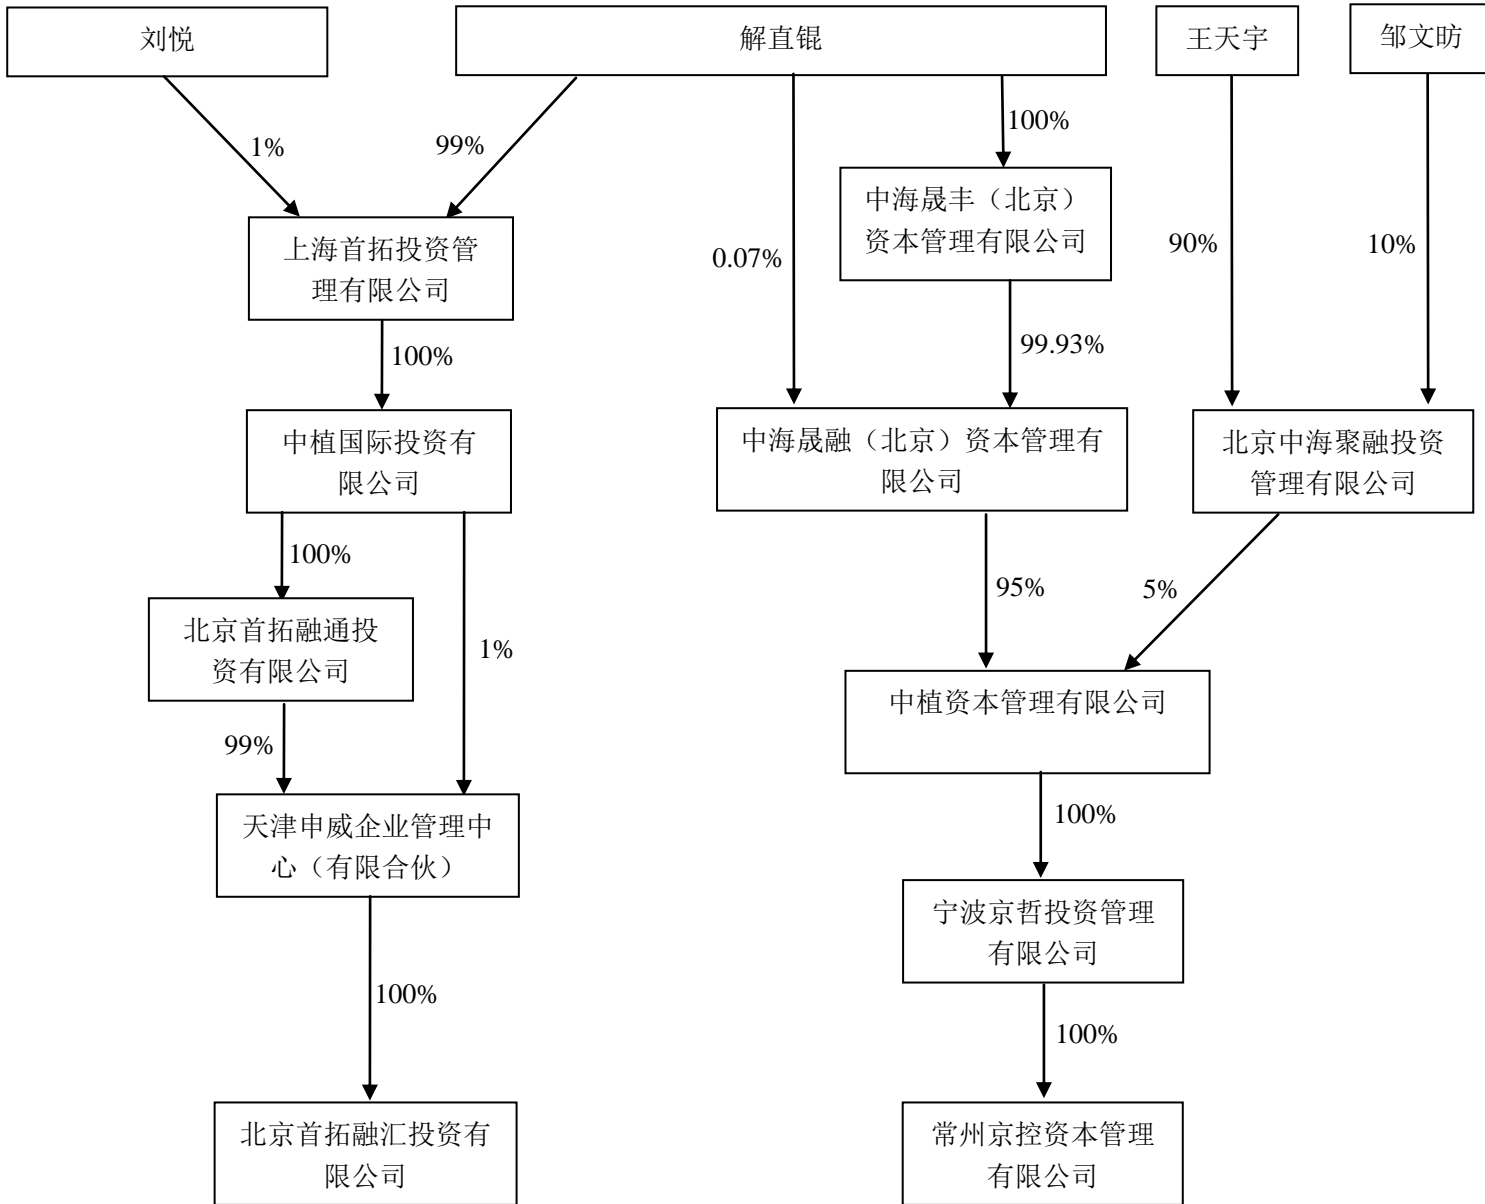 刘悦
解直锟
王天宇
邹文昉
1%
99%
100%
中海晟丰（北京）
资本管理有限公司
上海首拓投资管
理有限公司
0.07%
90%
10%
100%
99.93%
中植国际投资有
限公司
中海晟融（北京）资本管理有
限公司
北京中海聚融投资
管理有限公司
100%
95%
5%
北京首拓融通投
资有限公司
1%
中植资本管理有限公司
99%
天津申威企业管理中
心（有限合伙）
100%
宁波京哲投资管理
有限公司
100%
100%
北京首拓融汇投资有
限公司
常州京控资本管理
有限公司